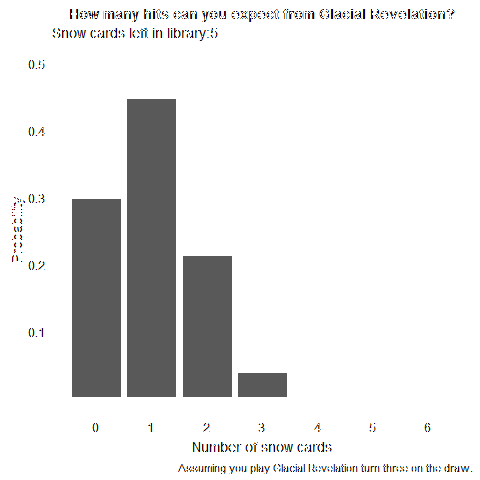 How many hits can you expect from Glacial Revelation?
Snow cards left in library:5
0.5
0.4
0.3
0.2
0.1
Probability
0 1 2 3 4 5 6
Number of snow cards
Assuming you play Glacial Revelation turn three on the draw.